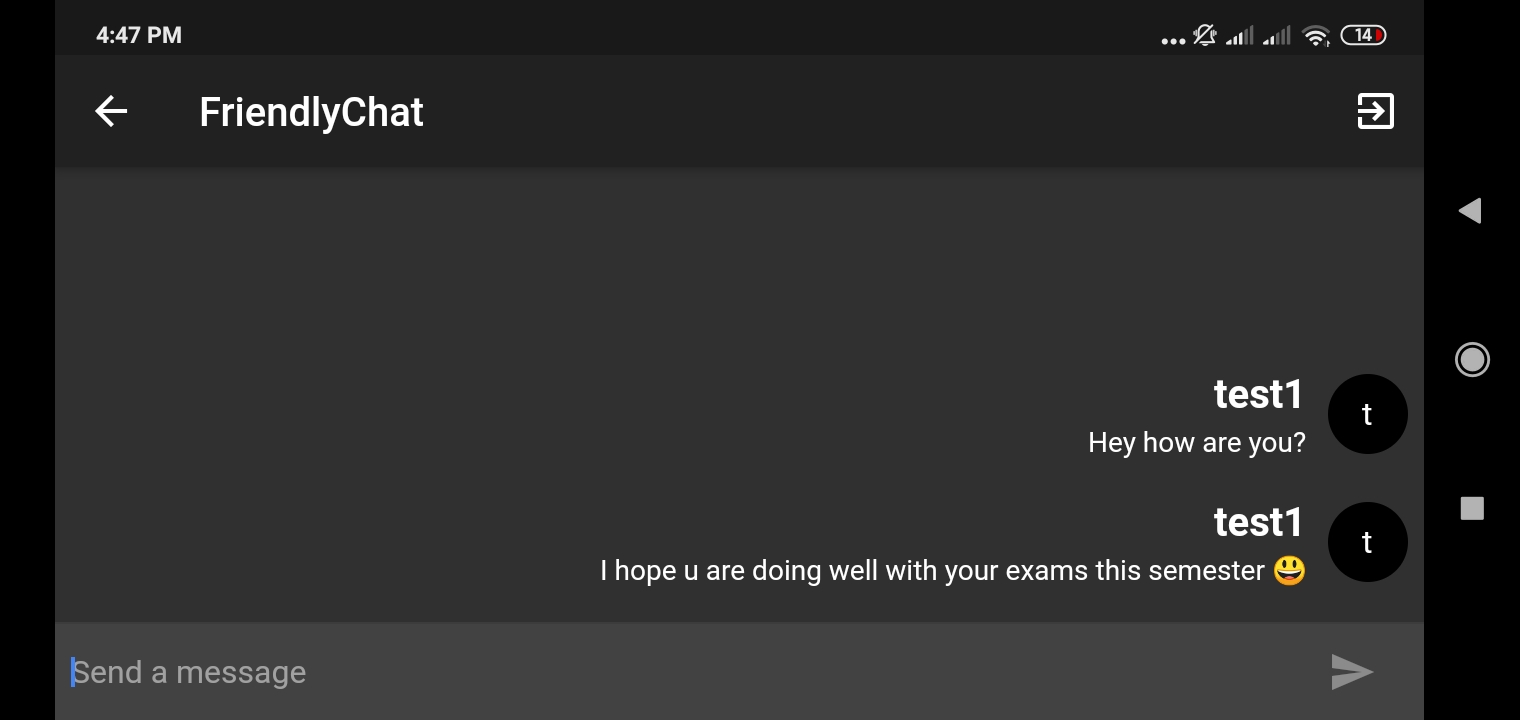 4:47 PM
14
FriendlyChat
test1
t
Hey how are you?
test1
t
I hope u are doing well with your exams this semester 😃
Send a message